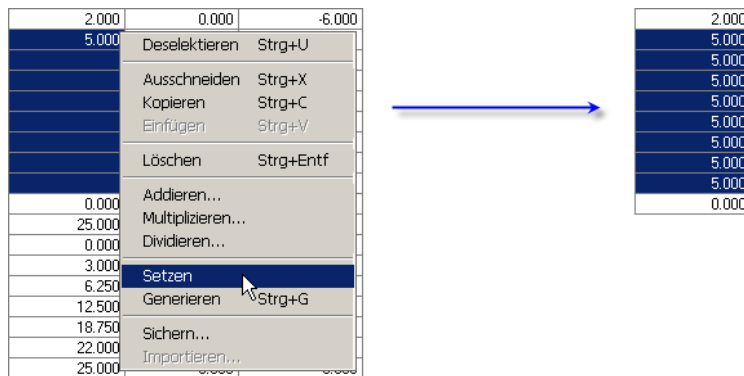 2.000 0.000 -6.000 2.000
5.000 Deselektieren Strg+U 5.000
5.000
Ausschneiden Strg+X 5.000
Kopieren Strg+C 5.000
Einfügen Strg+V 5.000
5.000
Löschen Strg+Entf 5.000
5.000
0.000 Addieren... 0.000
25.000 Multiplizieren...
0.000 Dividieren...
3.000
6.250 Setzen
12.500 Generieren Strg+G
18.750
22.000 Sichern...
25.000 Importieren...